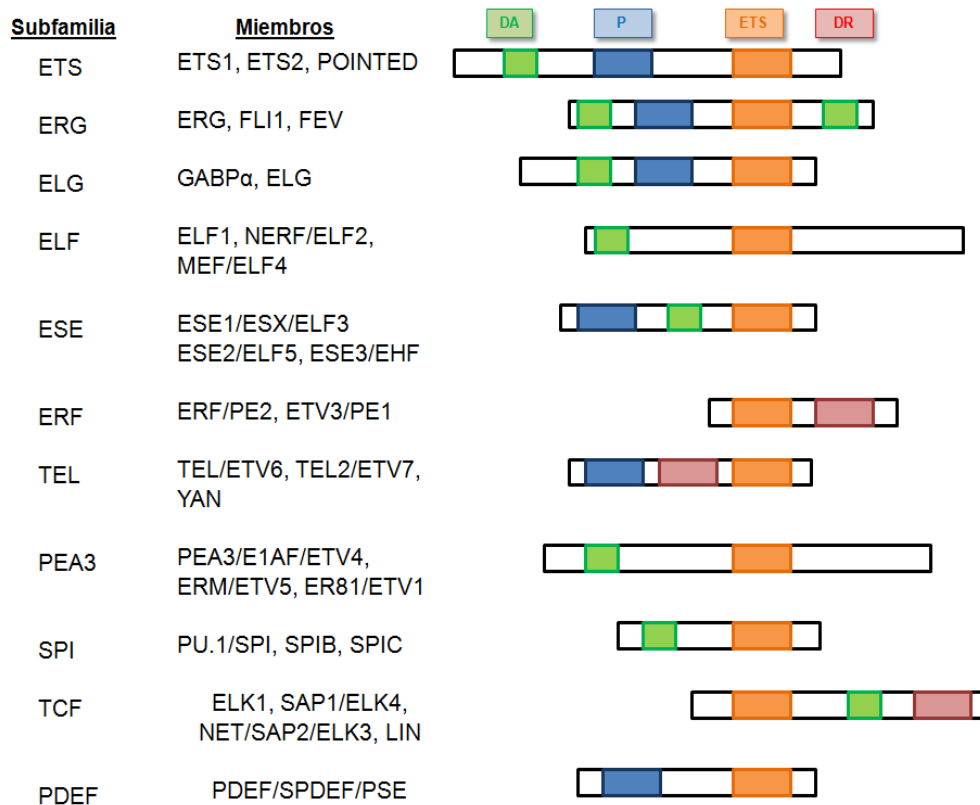 Subfamilia Miembros DA P ETS DR
ETS ETS1, ETS2, POINTED
ERG ERG, FLI1, FEV
ELG GABPα, ELG
ELF ELF1, NERF/ELF2,
MEF/ELF4
ESE ESE1/ESX/ELF3
ESE2/ELF5, ESE3/EHF
ERF ERF/PE2, ETV3/PE1
TEL TEL/ETV6, TEL2/ETV7,
YAN
PEA3 PEA3/E1AF/ETV4,
ERM/ETV5, ER81/ETV1
SPI PU.1/SPI, SPIB, SPIC
TCF ELK1, SAP1/ELK4,
NET/SAP2/ELK3, LIN
PDEF PDEF/SPDEF/PSE